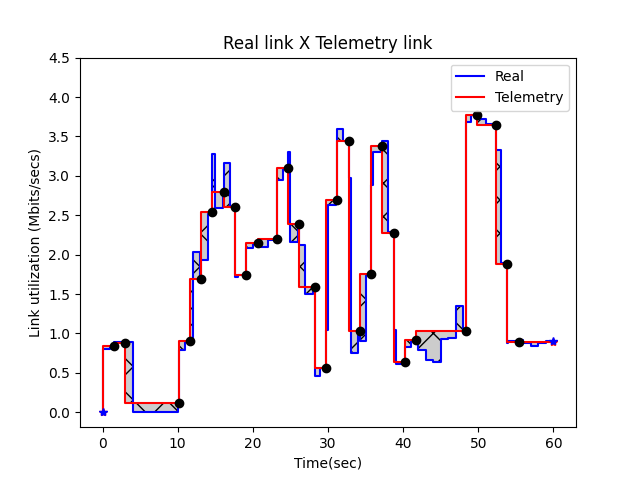 Real link X Telemetry link
Real
Telemetry
Link utilization (Mbits/secs)
4.5
4.0
3.5
3.0
2.5
2.0
1.5
1.0
0.5
0.0
0 10 20 30 40 50 60
Time(sec)